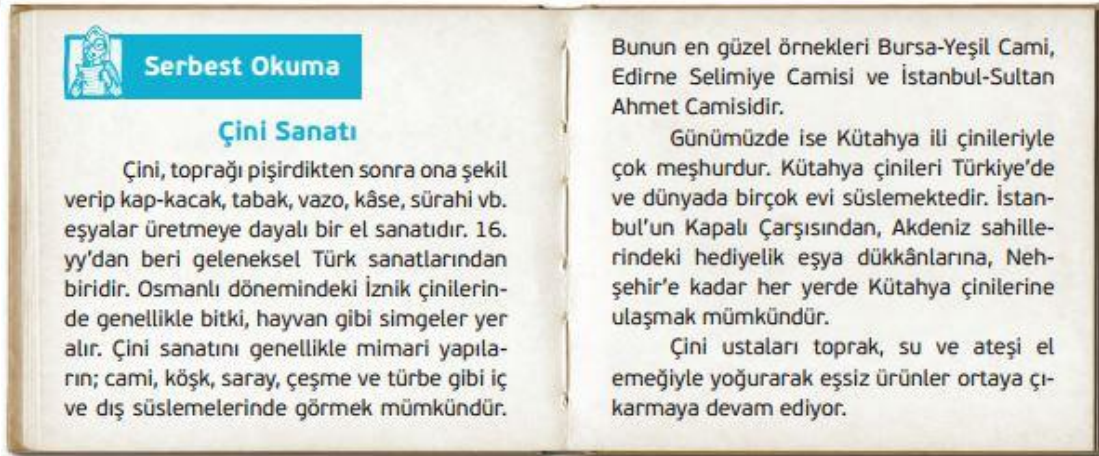 Serbest Okuma
Çini Sanatı
Çini, toprağı pişirdikten sonra ona şekil
verip kap-kacak, tabak, vazo, kâse, sürahi vb.
eşyalar üretmeye dayalı bir el sanatıdır. 16.
yy'dan beri geleneksel Türk sanatlarından
biridir. Osmanlı dönemindeki İznik çinilerin-
de genellikle bitki, hayvan gibi simgeler yer
alır. Çini sanatını genellikle mimari yapıla-
rın; cami, köşk, saray, çeşme ve türbe gibi iç
ve dış süslemelerinde görmek mümkündür.
Bunun en güzel örnekleri Bursa-Yeşil Cami,
Edirne Selimiye Camisi ve İstanbul-Sultan
Ahmet Camisidir.
Günümüzde ise Kütahya ili çinileriyle
çok meşhurdur. Kütahya çinileri Türkiye'de
ve dünyada birçok evi süslemektedir. İstan-
bul'un Kapalı Çarşısından, Akdeniz sahille-
rindeki hediyelik eşya dükkânlarına, Neh-
şehir'e kadar her yerde Kütahya çinilerine
ulaşmak mümkündür.
Çini ustaları toprak, su ve ateşi el
emeğiyle yoğurarak eşsiz ürünler ortaya çı-
karmaya devam ediyor.